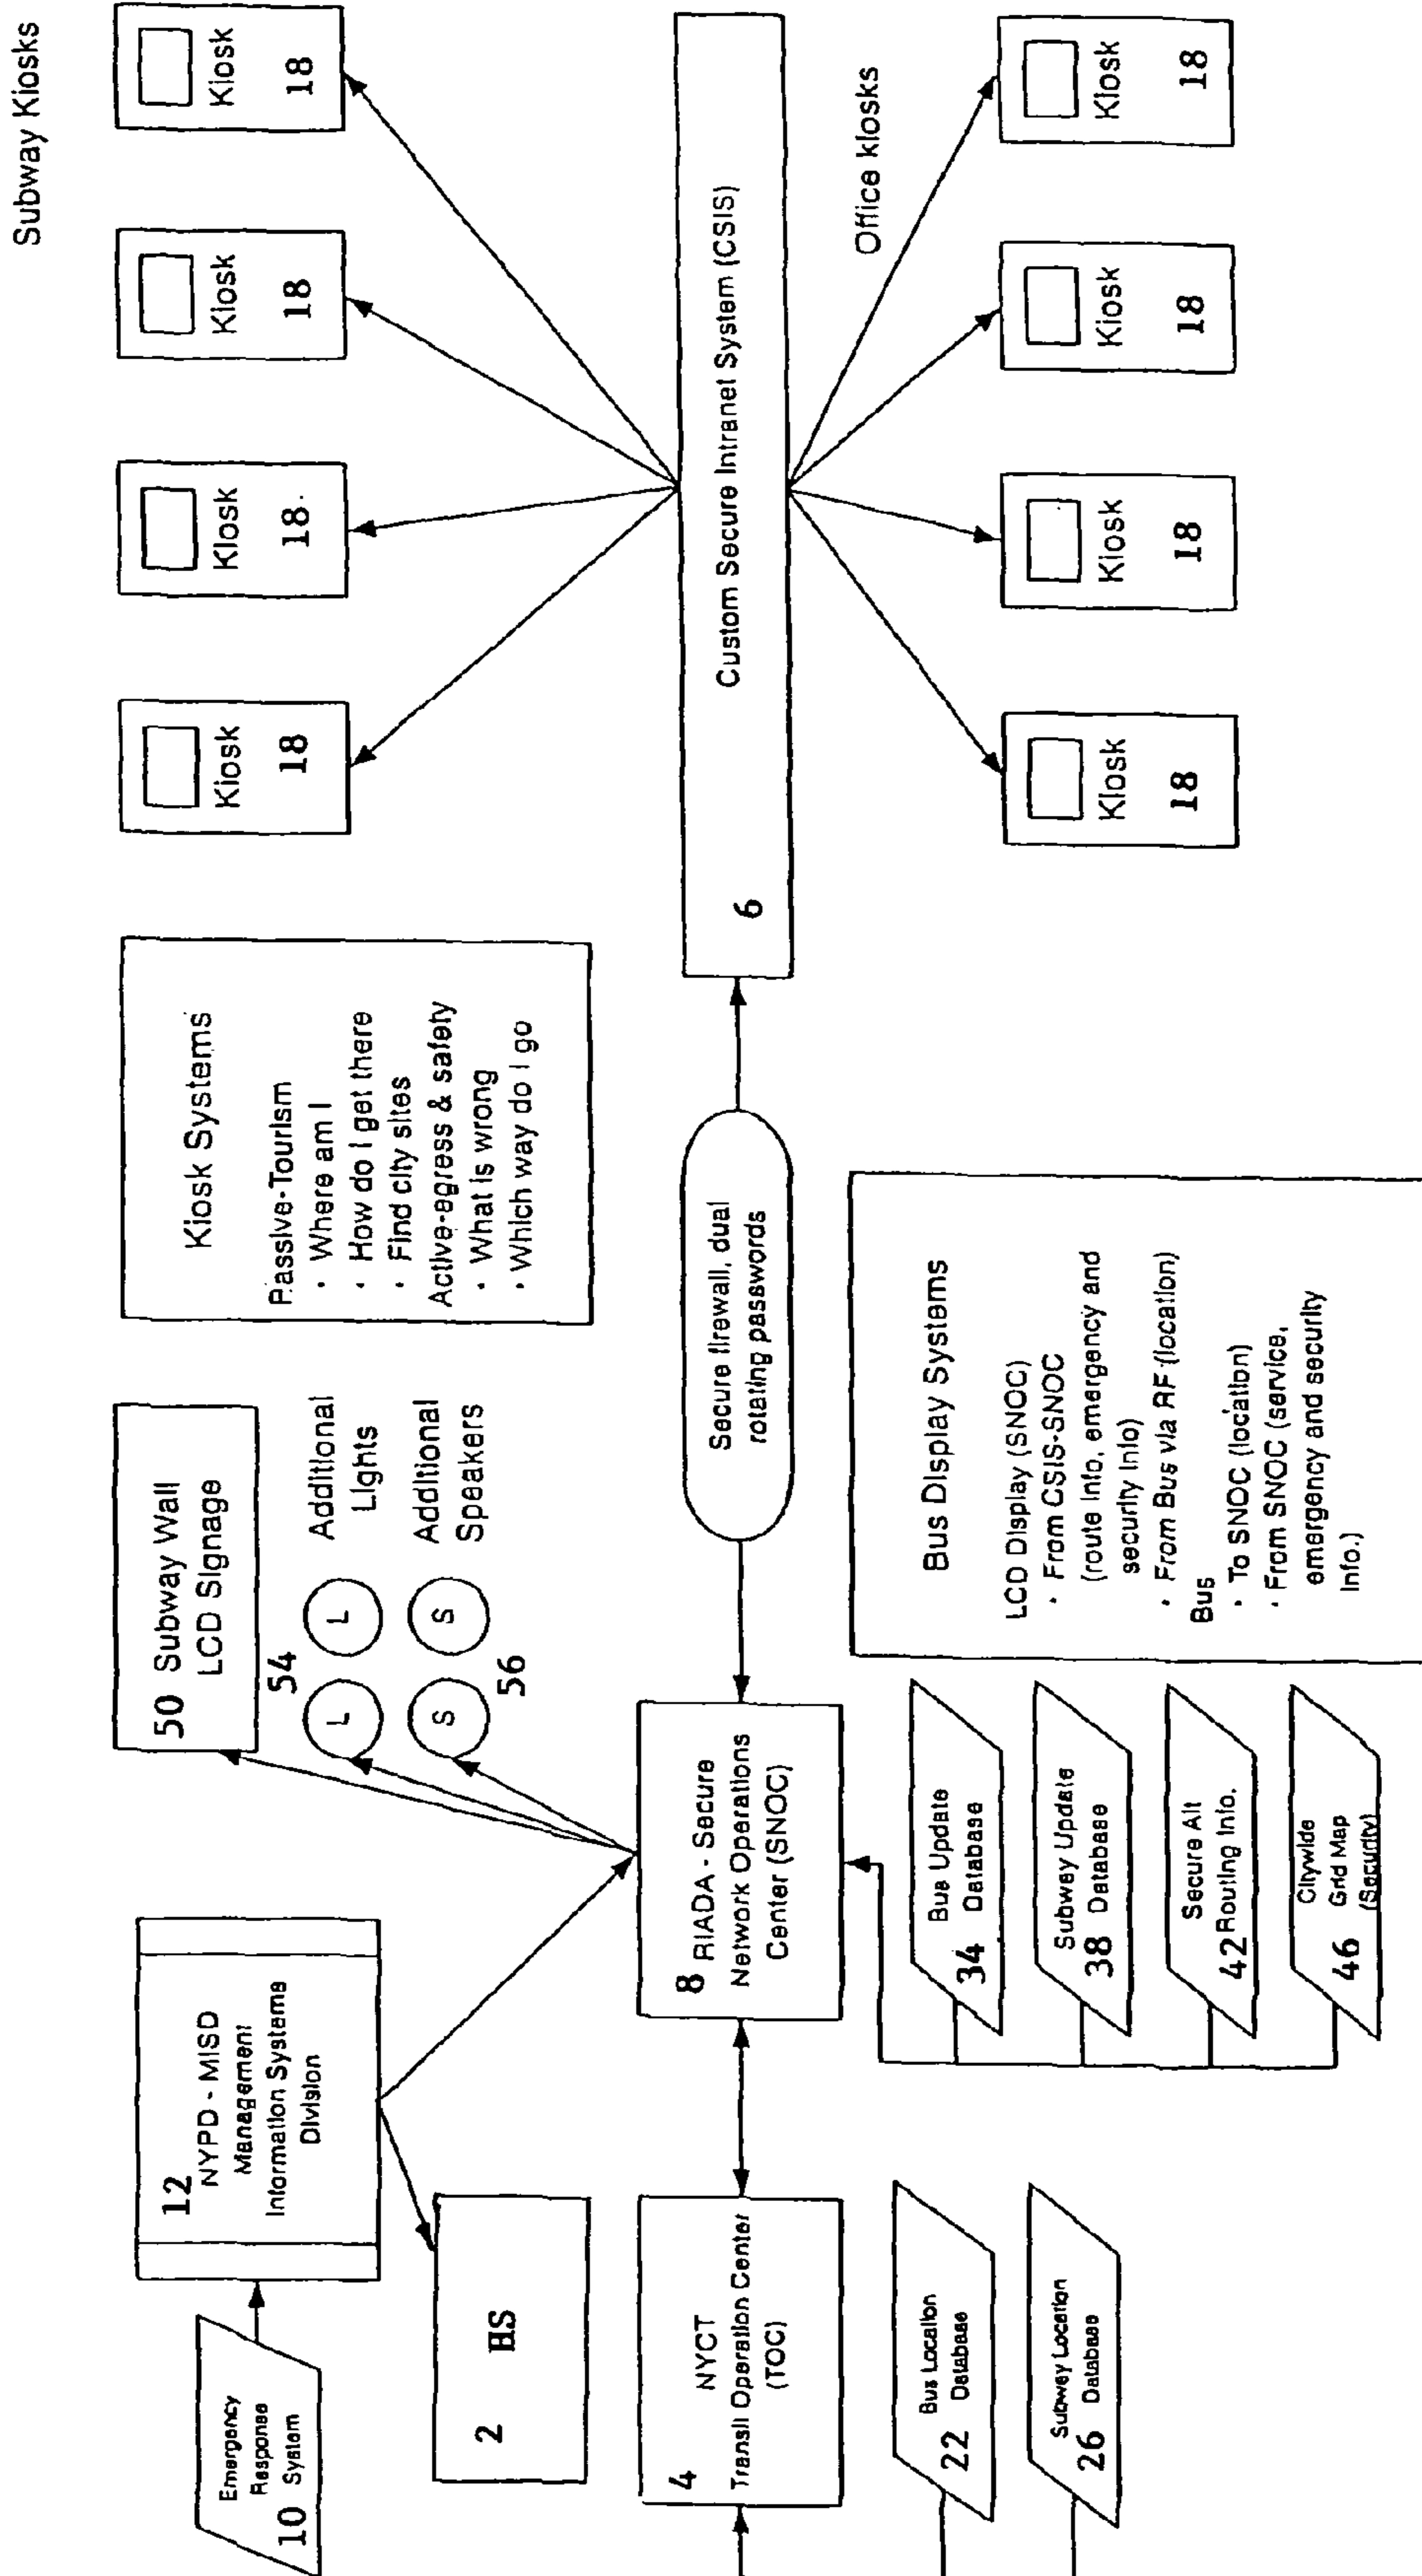 Subway Kiosks
Kiosk
18
Kiosk
18
Kiosk
18
Kiosk
18
Kiosk Systems
Passive-Tourism
· Where am I
· How do I get there
· Find city sites
Active-egress & safety
· What is wrong
· Which way do I go
50 Subway Wall
LCD Signage
54
L
L
Additional
Lights
S
S
56
Additional
Speakers
12
NYPD - MISD
Management
Information Systems
Division
Emergency
Response
10 System
2 HS
4
NYCT
Transit Operation Center
(TOC)
8 RIADA - Secure
Network Operations
Center (SNOC)
Secure firewall, dual
rotating passwords
6
Custom Secure Intranet System (CSIS)
Office kiosks
Kiosk
18
Kiosk
18
Kiosk
18
Kiosk
18
Bus Location
22 Database
Subway Location
26 Database
Bus Update
34 Database
Subway Update
38 Database
Secure Alt
42 Routing Info.
Citywide
Grid Map
46 (Security)
Bus Display Systems
LCD Display (SNOC)
· From CSIS-SNOC
(route info, emergency and
security info)
· From Bus via RF (location)
Bus
· To SNOC (location)
· From SNOC (service,
emergency and security
info.)